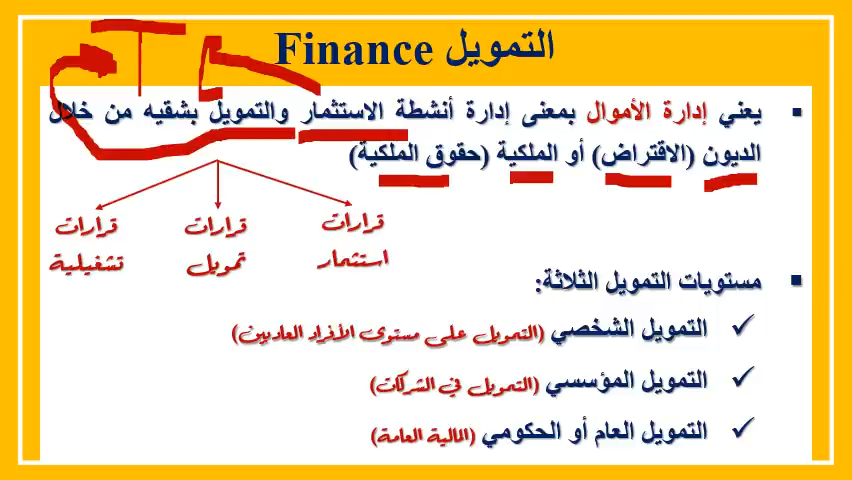 التمويل Finance
يعني إدارة الأموال بمعنى إدارة أنشطة الاستثمار والتمويل بشقيه من خلال
الديون (الاقتراض) أو الملكية (حقوق الملكية)
قرارات استثمار
قرارات تمويل
قرارات تشغيلية
مستويات التمويل الثلاثة:
التمويل الشخصي (التمويل على مستوى الأفراد العاديين)
التمويل المؤسسي (التمويل في الشركات)
التمويل العام أو الحكومي (المالية العامة)